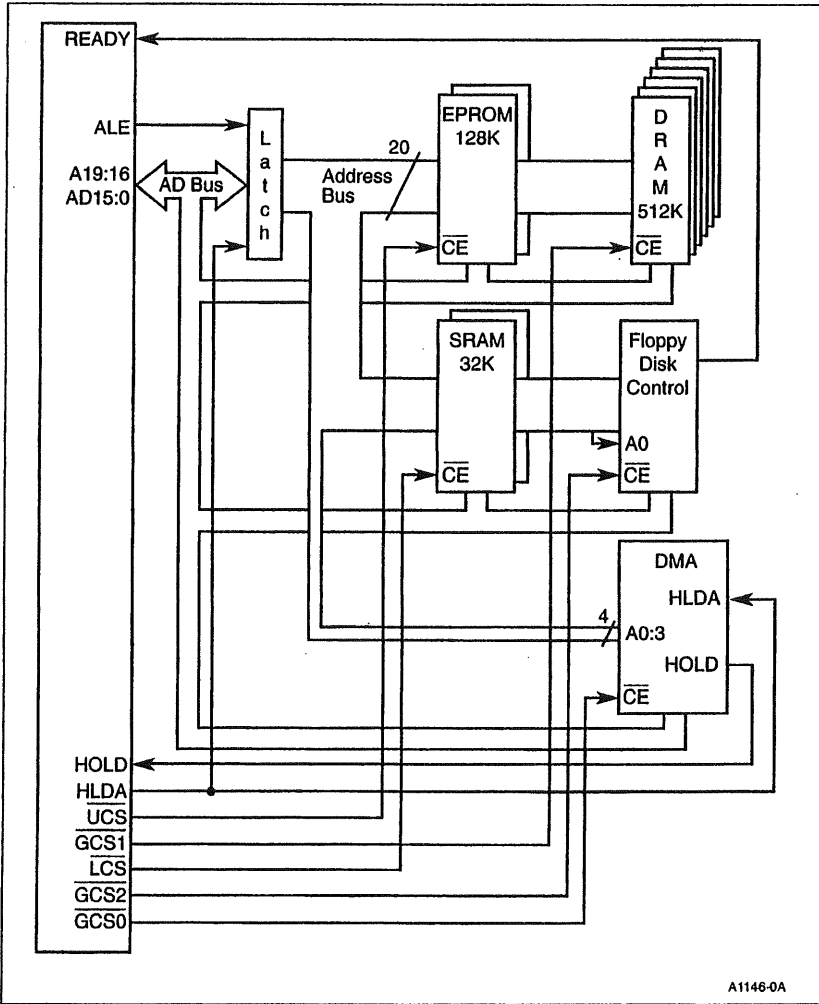 READY
ALE
A19:16
AD15:0
AD Bus
L
a
t
c
h
20
Address
Bus
EPROM
128K
CE
D
R
A
M
512K
CE
SRAM
32K
CE
Floppy
Disk
Control
A0
CE
DMA
HLDA
4
A0:3
HOLD
CE
HOLD
HLDA
UCS
GCS1
LCS
GCS2
GCS0
A1146-0A